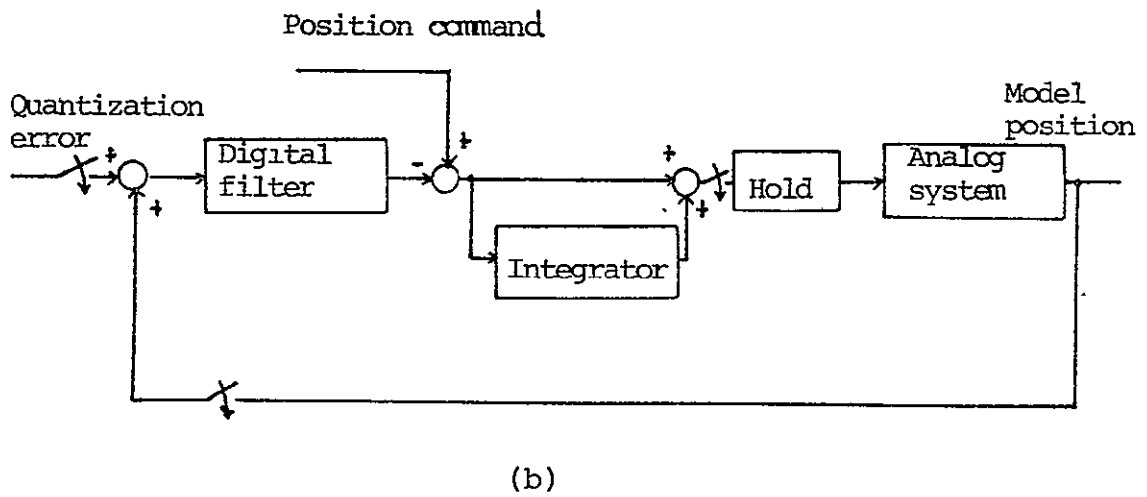 Position command
Quantization
error
Model
position
+
+
Digital
filter
-
+
+
+
Hold
Analog
system
Integrator
(b)